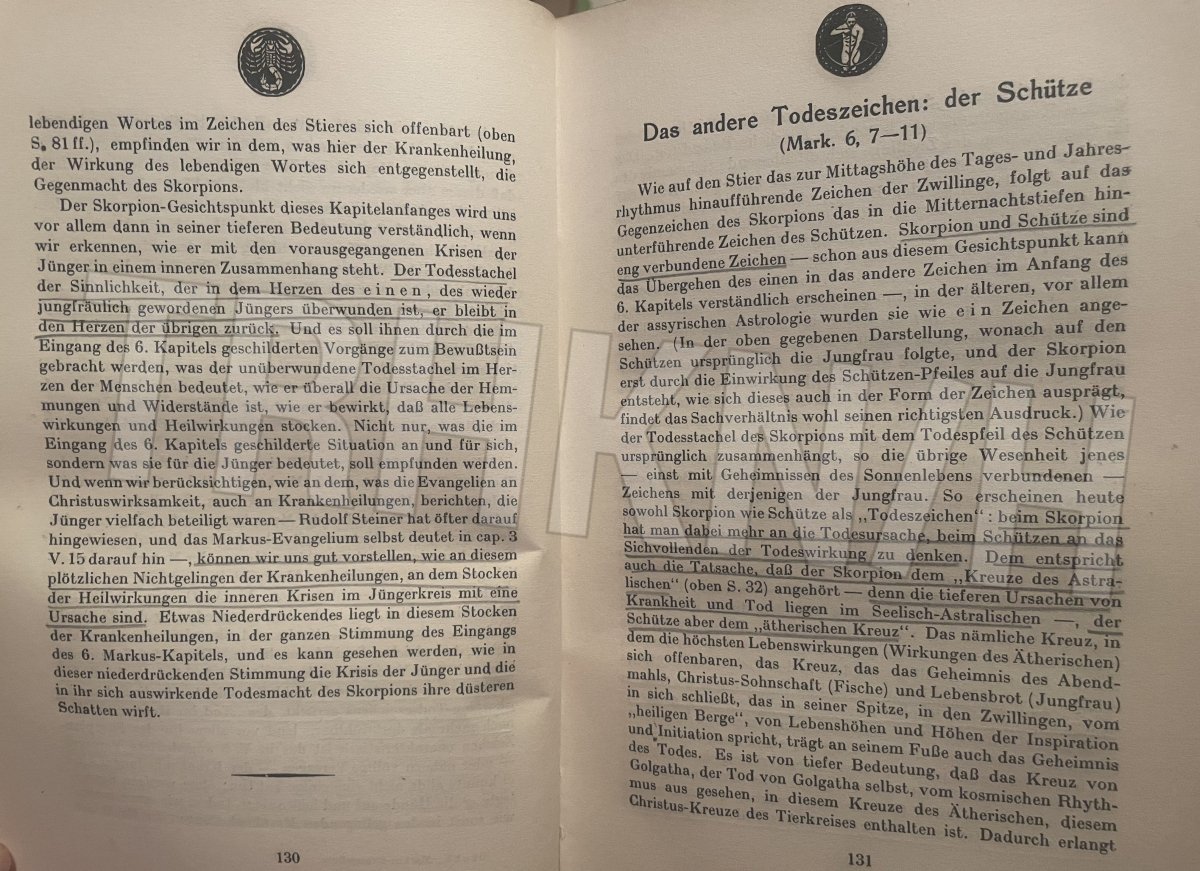 lebendigen Wortes im Zeichen des Stieres sich offenbart (oben
S. 81 ff.), empfinden wir in dem, was hier der Krankenheilung,
der Wirkung des lebendigen Wortes sich entgegenstellt, die
Gegenmacht des Skorpions.
Der Skorpion-Gesichtspunkt dieses Kapitelanfanges wird uns
vor allem dann in seiner tieferen Bedeutung verständlich, wenn
wir erkennen, wie er mit den vorausgegangenen Krisen der
Jünger in einem inneren Zusammenhang steht. Der Todesstachel
der Sinnlichkeit, der in dem Herzen des einen, des wieder
jungfräulich gewordenen Jüngers überwunden ist, er bleibt in
den Herzen der übrigen zurück. Und es soll ihnen durch die im
Eingang des 6. Kapitels geschilderten Vorgänge zum Bewußtsein
gebracht werden, was der unüberwundene Todesstachel im Her-
zen der Menschen bedeutet, wie er überall die Ursache der Hem-
mungen und Widerstände ist, wie er bewirkt, daß alle Lebens-
wirkungen und Heilwirkungen stocken. Nicht nur, was die im
Eingang des 6. Kapitels geschilderte Situation an und für sich,
sondern was sie für die Jünger bedeutet, soll empfunden werden.
Und wenn wir berücksichtigen, wie an dem, was die Evangelien an
Christuswirksamkeit, auch an Krankenheilungen, berichten, die
Jünger vielfach beteiligt waren — Rudolf Steiner hat öfter darauf
hingewiesen, und das Markus-Evangelium selbst deutet in cap. 3
V. 15 darauf hin —, können wir uns gut vorstellen, wie an diesem
plötzlichen Nichtgelingen der Krankenheilungen, an dem Stocken
der Heilwirkungen die inneren Krisen im Jüngerkreis mit eine
Ursache sind. Etwas Niederdrückendes liegt in diesem Stocken
der Krankenheilungen, in der ganzen Stimmung des Eingangs
des 6. Markus-Kapitels, und es kann gesehen werden, wie in
dieser niederdrückenden Stimmung die Krisis der Jünger und die
in ihr sich auswirkende Todesmacht des Skorpions ihre düsteren
Schatten wirft.
130
Das andere Todeszeichen: der Schütze
(Mark. 6, 7—11)
Wie auf den Stier das zur Mittagshöhe des Tages- und Jahres-
rhythmus hinaufführende Zeichen der Zwillinge, folgt auf das
Gegenzeichen des Skorpions das in die Mitternachtstiefen hin-
unterführende Zeichen des Schützen. Skorpion und Schütze sind
eng verbundene Zeichen — schon aus diesem Gesichtspunkt kann
das Übergehen des einen in das andere Zeichen im Anfang des
6. Kapitels verständlich erscheinen —, in der älteren, vor allem
der assyrischen Astrologie wurden sie wie ein Zeichen ange-
sehen. (In der oben gegebenen Darstellung, wonach auf den
Schützen ursprünglich die Jungfrau folgte, und der Skorpion
erst durch die Einwirkung des Schützen-Pfeiles auf die Jungfrau
entsteht, wie sich dieses auch in der Form der Zeichen ausprägt,
findet das Sachverhältnis wohl seinen richtigsten Ausdruck.) Wie
der Todesstachel des Skorpions mit dem Todespfeil des Schützen
ursprünglich zusammenhängt, so die übrige Wesenheit jenes
— einst mit Geheimnissen des Sonnenlebens verbundenen —
Zeichens mit derjenigen der Jungfrau. So erscheinen heute
sowohl Skorpion wie Schütze als „Todeszeichen“: beim Skorpion
hat man dabei mehr an die Todesursache, beim Schützen an das
Sichvollenden der Todeswirkung zu denken. Dem entspricht
auch die Tatsache, daß der Skorpion dem „Kreuze des Astra-
lischen“ (oben S. 32) angehört — denn die tieferen Ursachen von
Krankheit und Tod liegen im Seelisch-Astralischen —, der
Schütze aber dem „ätherischen Kreuz“. Das nämliche Kreuz, in
dem die höchsten Lebenswirkungen (Wirkungen des Ätherischen)
sich offenbaren, das Kreuz, das das Geheimnis des Abend-
mahls, Christus-Sohnschaft (Fische) und Lebensbrot (Jungfrau)
in sich schließt, das in seiner Spitze, in den Zwillingen, vom
„heiligen Berge“, von Lebenshöhen und Höhen der Inspiration
und Initiation spricht, trägt an seinem Fuße auch das Geheimnis
des Todes. Es ist von tiefer Bedeutung, daß das Kreuz von
Golgatha, der Tod von Golgatha selbst, vom kosmischen Rhyth-
mus aus gesehen, in diesem Kreuze des Ätherischen, diesem
Christus-Kreuze des Tierkreises enthalten ist. Dadurch erlangt
131